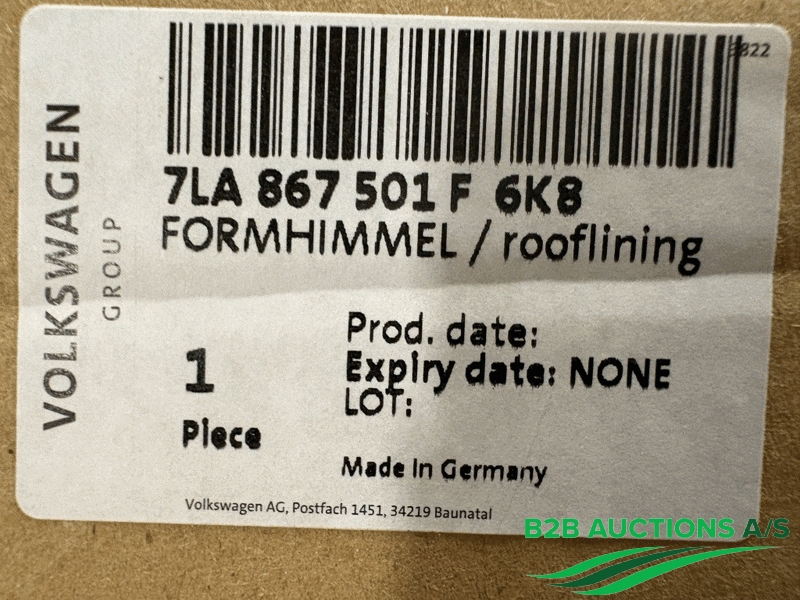 VOLKSWAGEN
GROUP
7LA 867 501 F 6K8
FORMHIMMEL / rooflining
1
Piece
Prod. date:
Expiry date: NONE
LOT:
Made In Germany
Volkswagen AG, Postfach 1451, 34219 Baunatal
B2B AUCTIONS A/S